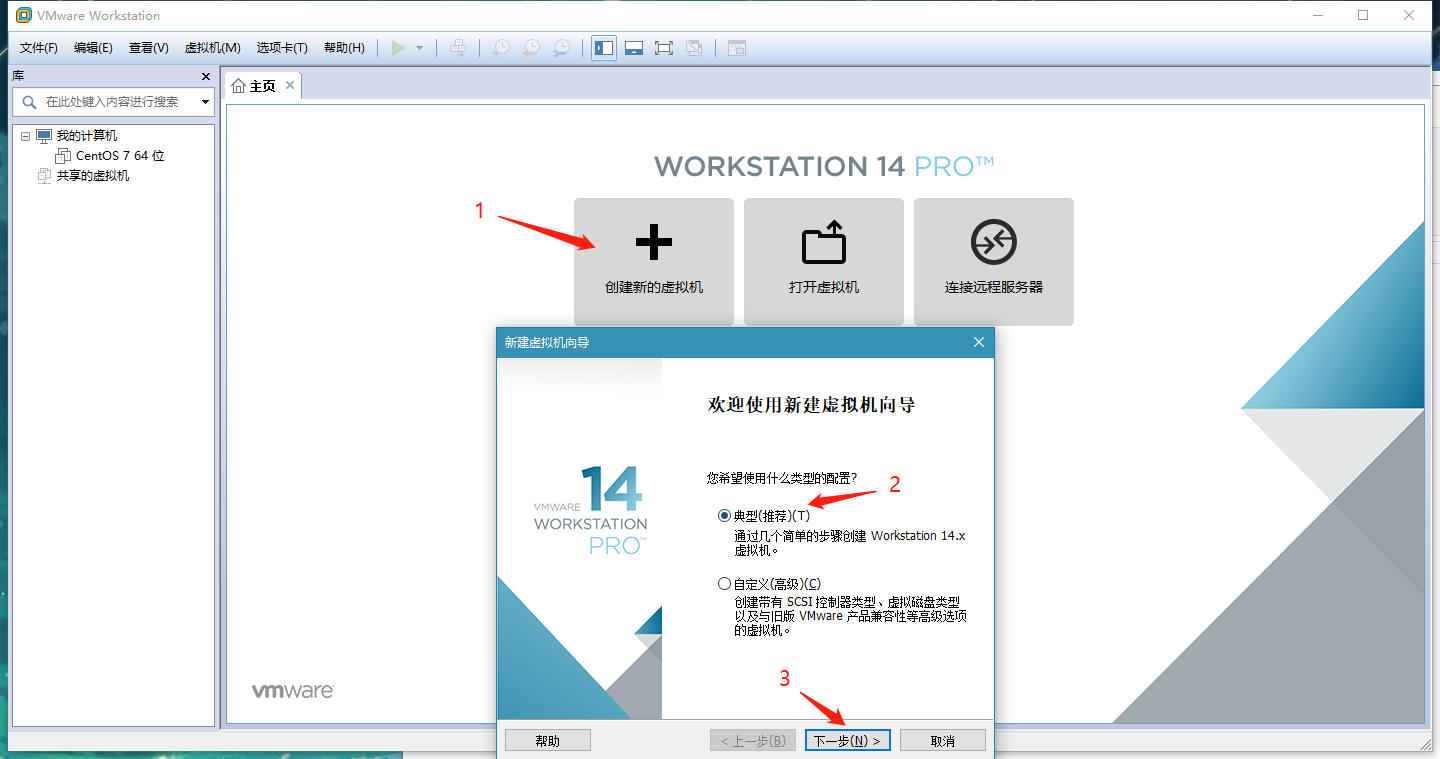 VMware Workstation
文件(F) 编辑(E) 查看(V) 虚拟机(M) 选项卡(T) 帮助(H)
库
在此处键入内容进行搜索
我的计算机
CentOS 7 64 位
共享的虚拟机
主页
WORKSTATION 14 PRO™
1
创建新的虚拟机
打开虚拟机
连接远程服务器
新建虚拟机向导
欢迎使用新建虚拟机向导
您希望使用什么类型的配置?
2
典型(推荐)(T)
通过几个简单的步骤创建 Workstation 14.x
虚拟机。
自定义(高级)(C)
创建带有 SCSI 控制器类型、虚拟磁盘类型
以及与旧版 VMware 产品兼容性等高级选项
的虚拟机。
14
VMWARE
WORKSTATION
PRO™
3
vmware
帮助
< 上一步(B)
下一步(N) >
取消